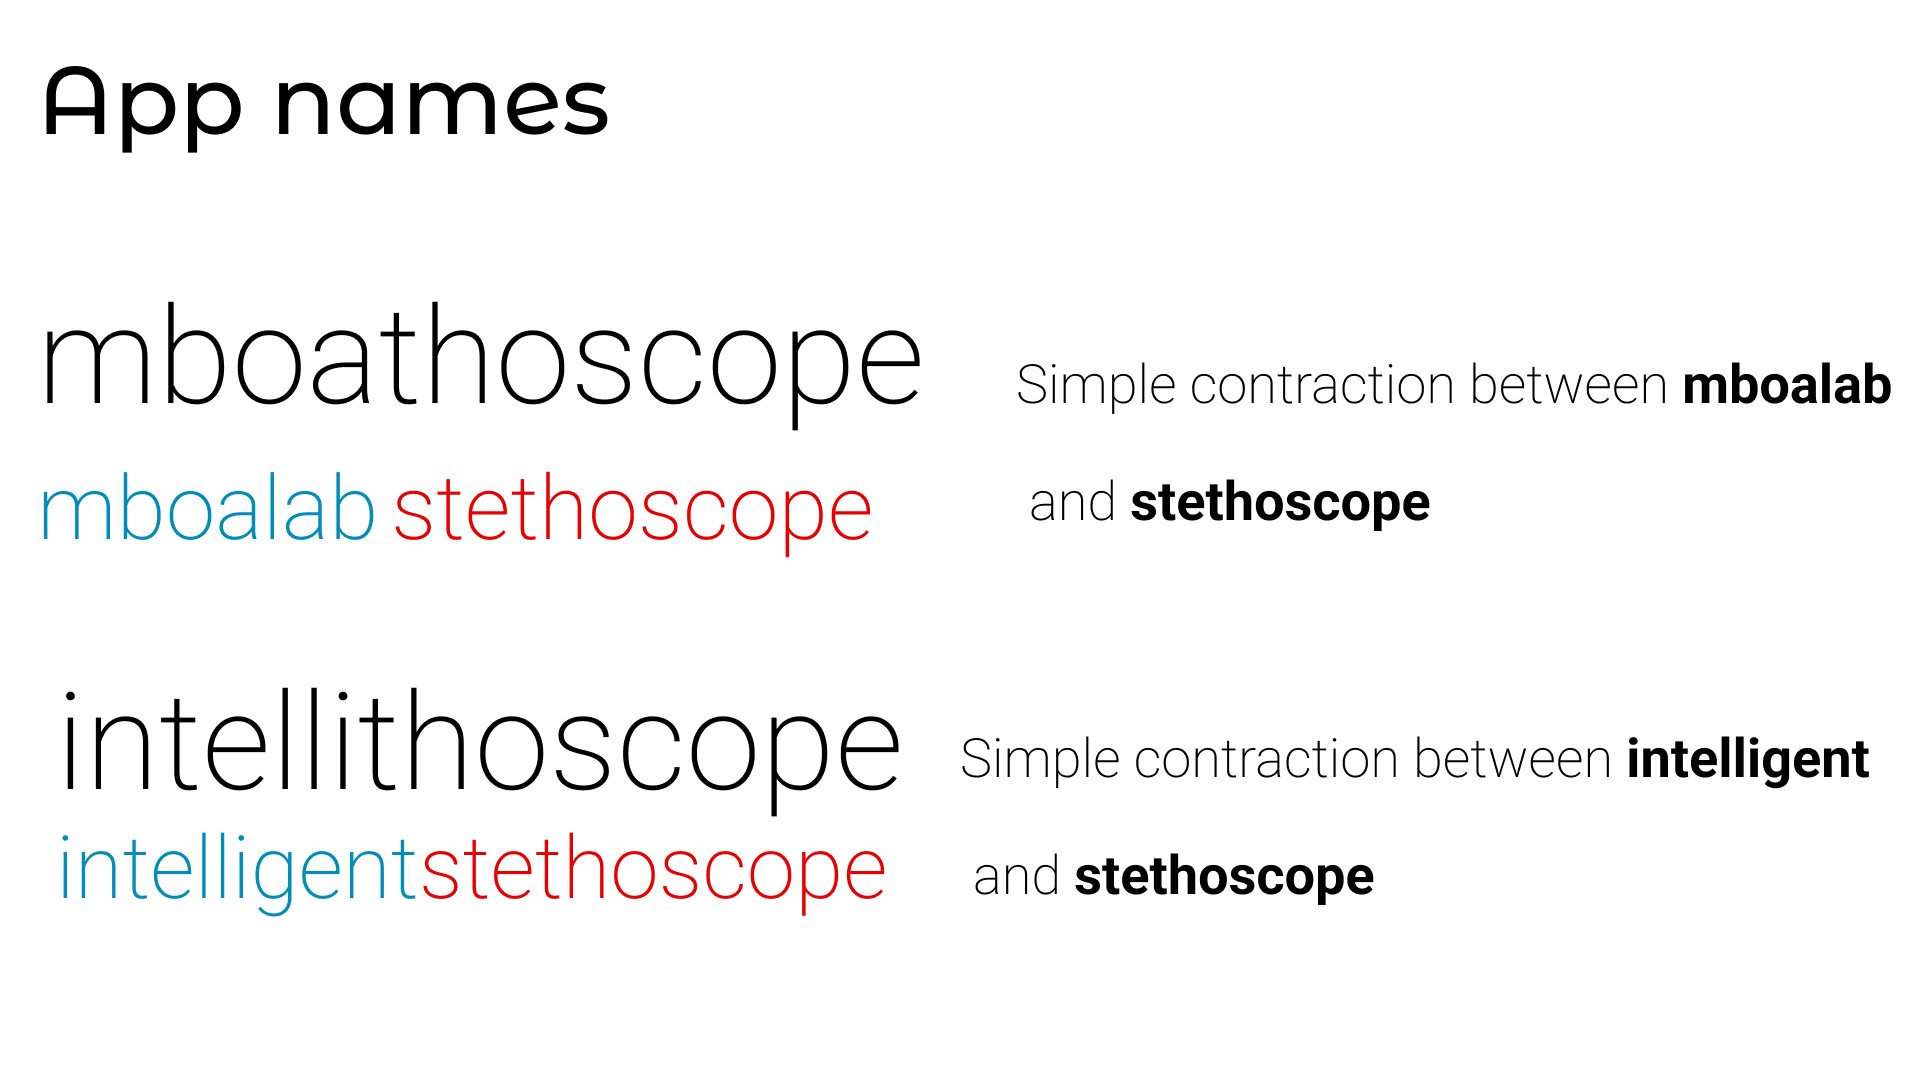 App names
mboathoscope
Simple contraction between mboalab
mboalab stethoscope
and stethoscope
intellithoscope
Simple contraction between intelligent
intelligentstethoscope
and stethoscope